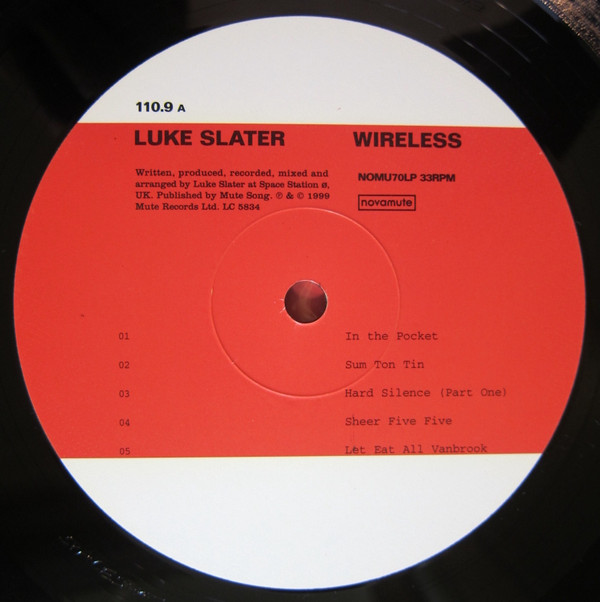 110.9 A
LUKE SLATER WIRELESS
Written, produced, recorded, mixed and
arranged by Luke Slater at Space Station ø,
UK. Published by Mute Song. ℗ & © 1999
Mute Records Ltd. LC 5834
NOMU70LP 33RPM
novamute
01 In the Pocket
02 Sum Ton Tin
03 Hard Silence (Part One)
04 Sheer Five Five
05 Let Eat All Vanbrook